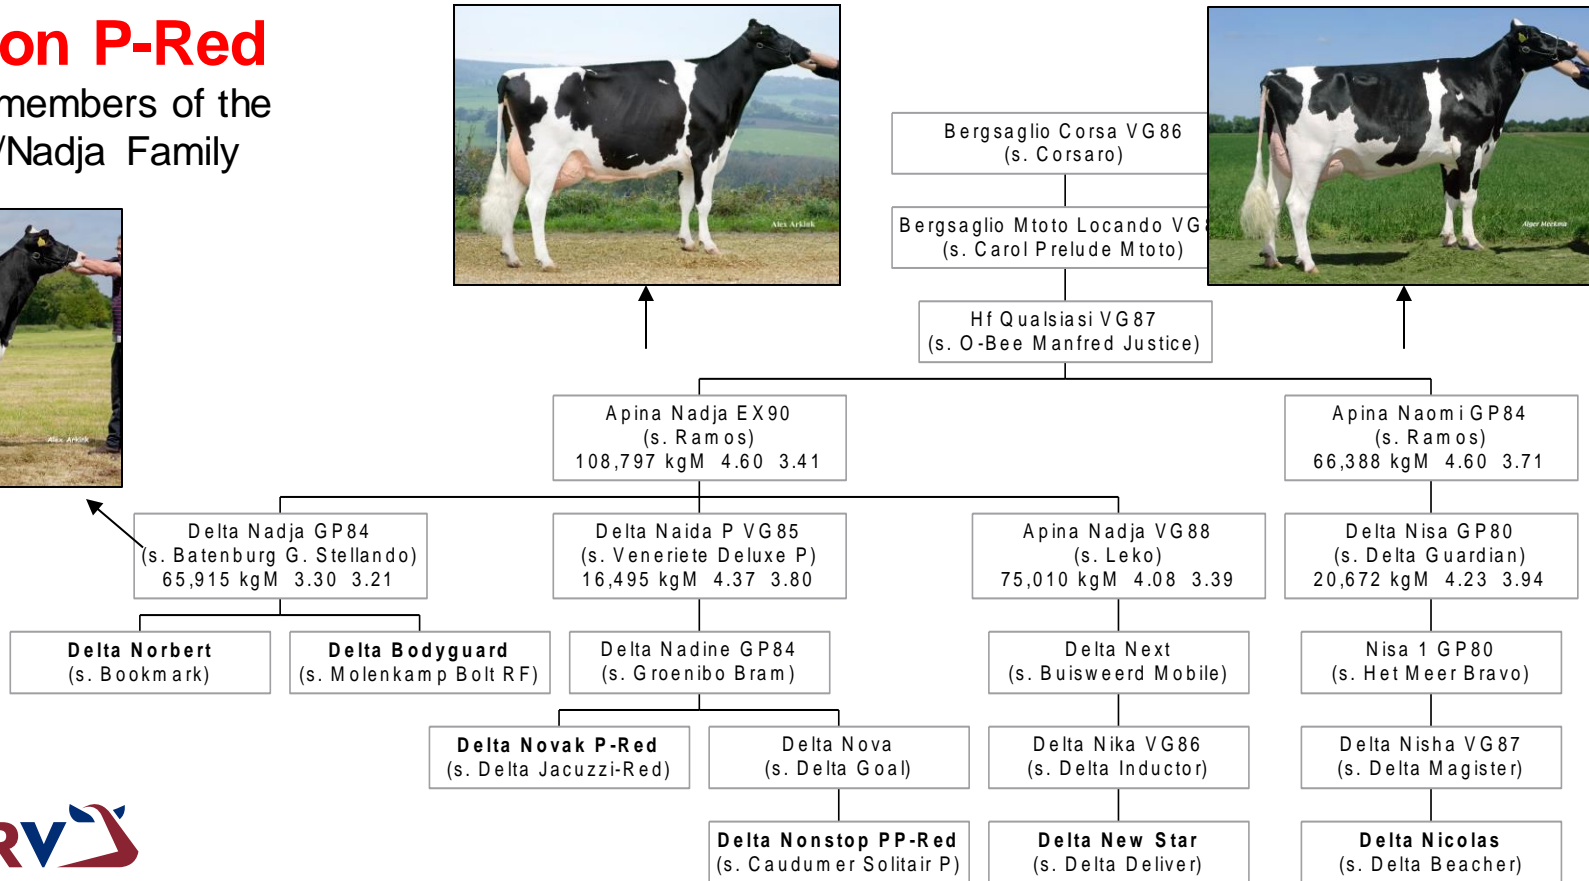 on P-Red
members of the
/Nadja Family
Alex Arkink
Alger Meekma
Alex Arkink
Bergsaglio Corsa VG86
(s. Corsaro)
Bergsaglio Mtoto Locando VG
(s. Carol Prelude Mtoto)
Hf Qualsiasi VG87
(s. O-Bee Manfred Justice)
Apina Nadja EX90
(s. Ramos)
108,797 kgM 4.60 3.41
Apina Naomi GP84
(s. Ramos)
66,388 kgM 4.60 3.71
Delta Nadja GP84
(s. Batenburg G. Stellando)
65,915 kgM 3.30 3.21
Delta Naida P VG85
(s. Veneriete Deluxe P)
16,495 kgM 4.37 3.80
Apina Nadja VG88
(s. Leko)
75,010 kgM 4.08 3.39
Delta Nisa GP80
(s. Delta Guardian)
20,672 kgM 4.23 3.94
Delta Norbert
(s. Bookmark)
Delta Bodyguard
(s. Molenkamp Bolt RF)
Delta Nadine GP84
(s. Groenibo Bram)
Delta Next
(s. Buisweerd Mobile)
Nisa 1 GP80
(s. Het Meer Bravo)
Delta Novak P-Red
(s. Delta Jacuzzi-Red)
Delta Nova
(s. Delta Goal)
Delta Nika VG86
(s. Delta Inductor)
Delta Nisha VG87
(s. Delta Magister)
Delta Nonstop PP-Red
(s. Caudumer Solitair P)
Delta New Star
(s. Delta Deliver)
Delta Nicolas
(s. Delta Beacher)
RV